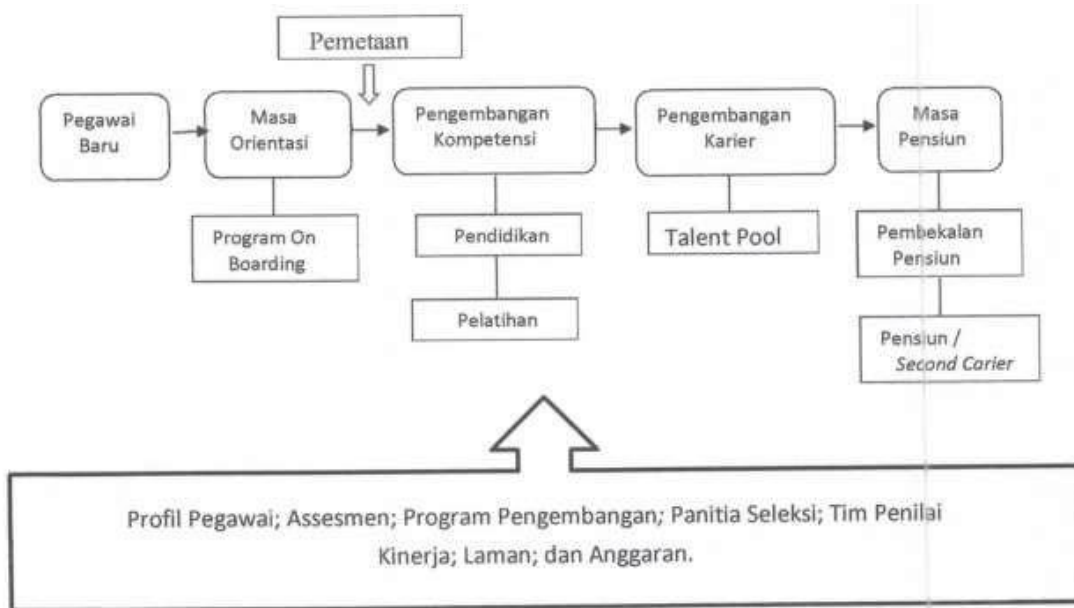 Pemetaan
Pegawai
Baru
Masa
Orientasi
Pengembangan
Kompetensi
Pengembangan
Karier
Masa
Pensiun
Program On
Boarding
Pendidikan
Pelatihan
Talent Pool
Pembekalan
Pensiun
Pensiun /
Second Carier
Profil Pegawai; Assesmen; Program Pengembangan; Panitia Seleksi; Tim Penilai
Kinerja; Laman; dan Anggaran.